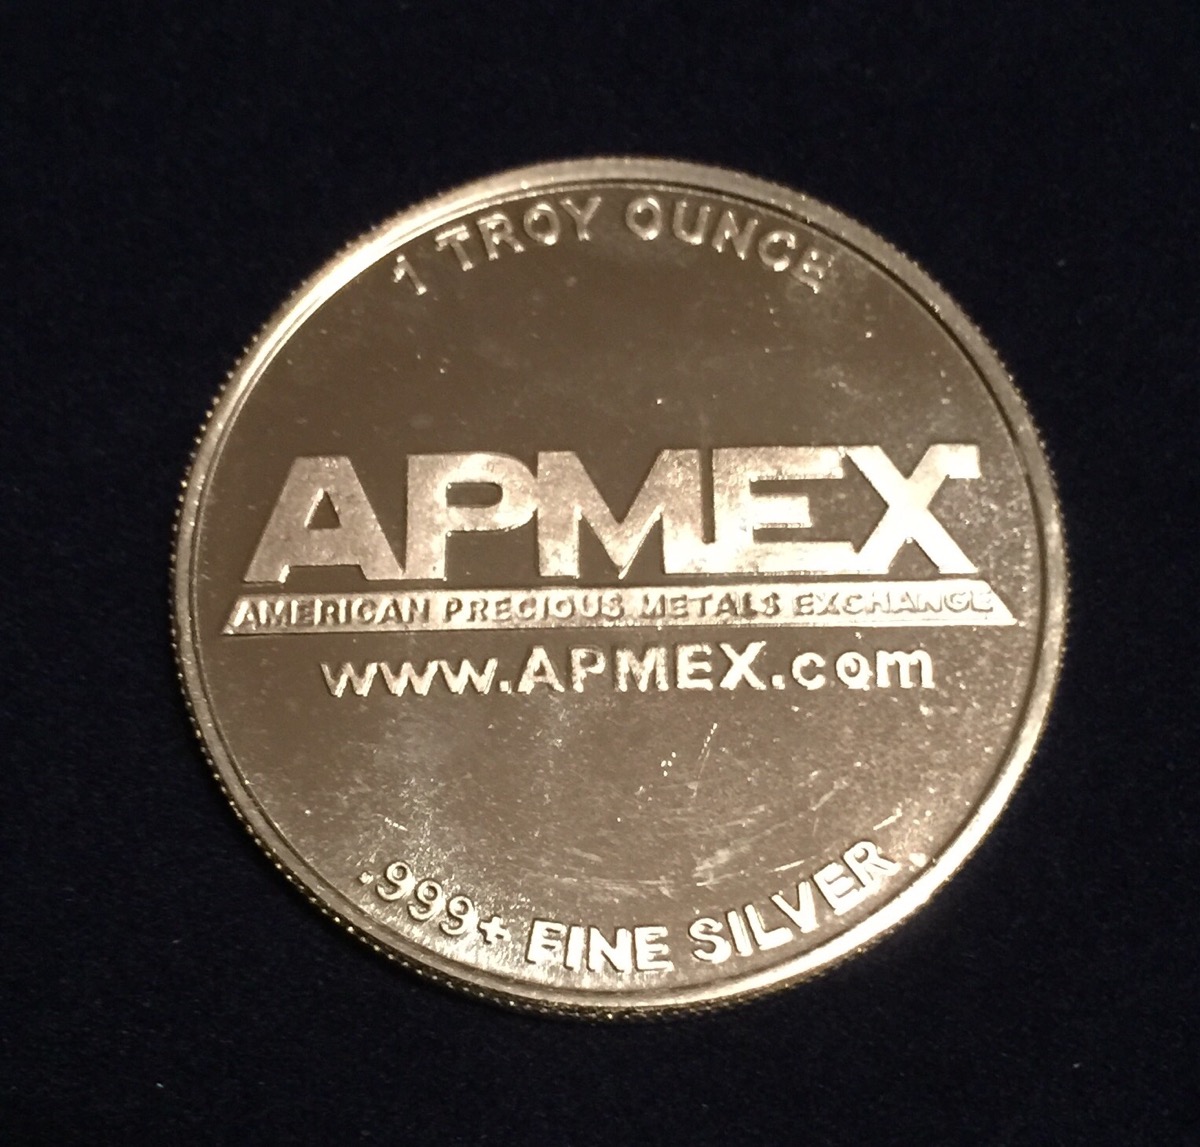 1 TROY OUNCE
APMEX
AMERICAN PRECIOUS METALS EXCHANGE
www.APMEX.com
.999+ FINE SILVER